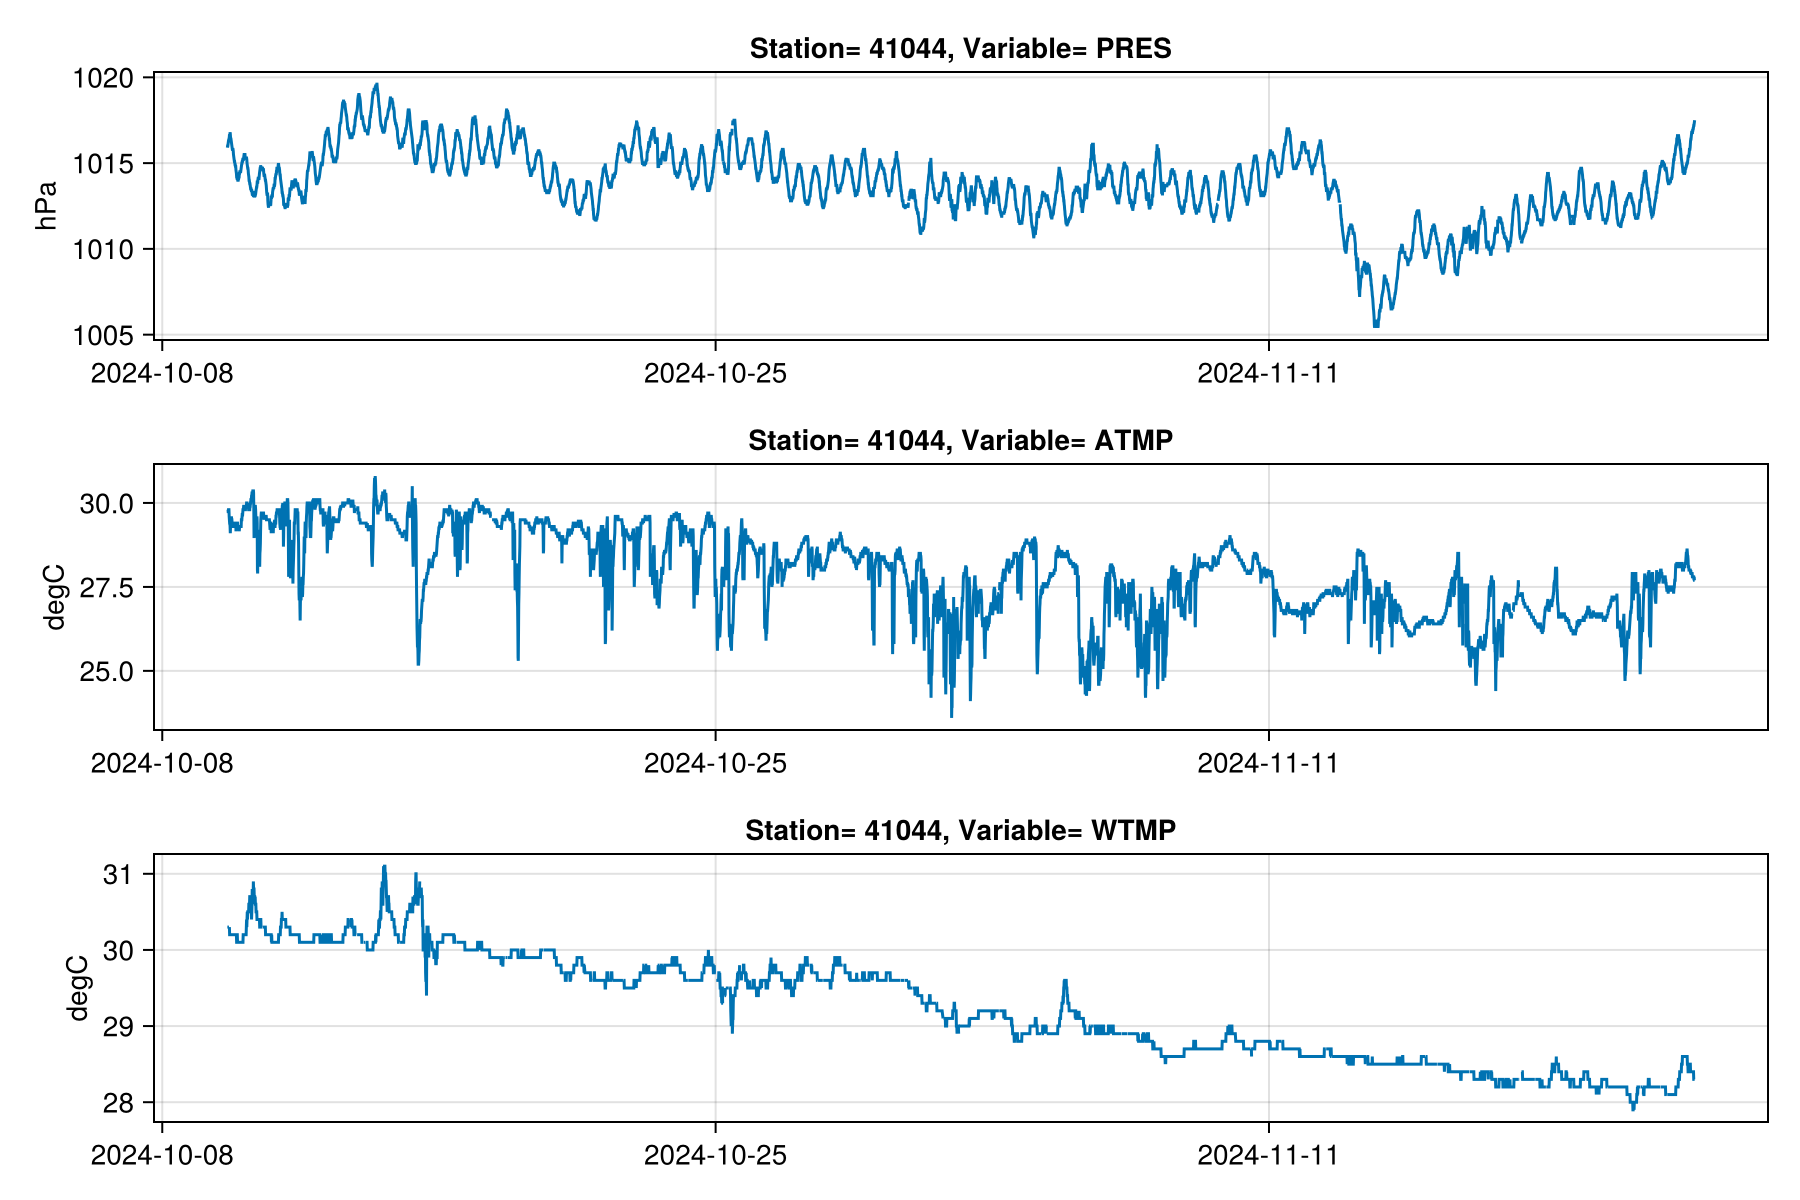 Station= 41044, Variable= PRES
hPa
1020
1015
1010
1005
2024-10-08 2024-10-25 2024-11-11
Station= 41044, Variable= ATMP
degC
30.0
27.5
25.0
2024-10-08 2024-10-25 2024-11-11
Station= 41044, Variable= WTMP
degC
31
30
29
28
2024-10-08 2024-10-25 2024-11-11